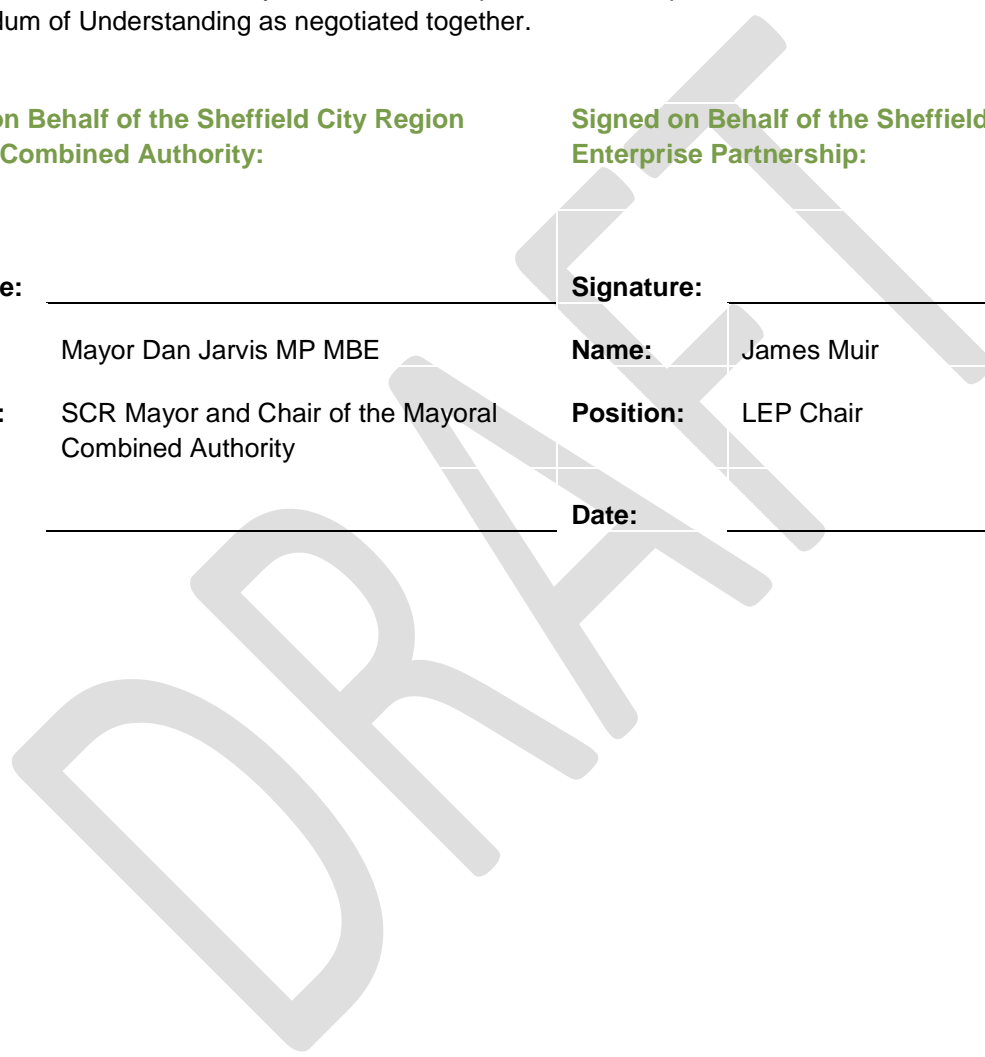 dum of Understanding as negotiated together.
on Behalf of the Sheffield City Region
Combined Authority:
Signed on Behalf of the Sheffield
Enterprise Partnership:
e:
Signature:
Mayor Dan Jarvis MP MBE
Name: James Muir
: SCR Mayor and Chair of the Mayoral
Combined Authority
Position: LEP Chair
Date:
DRAFT